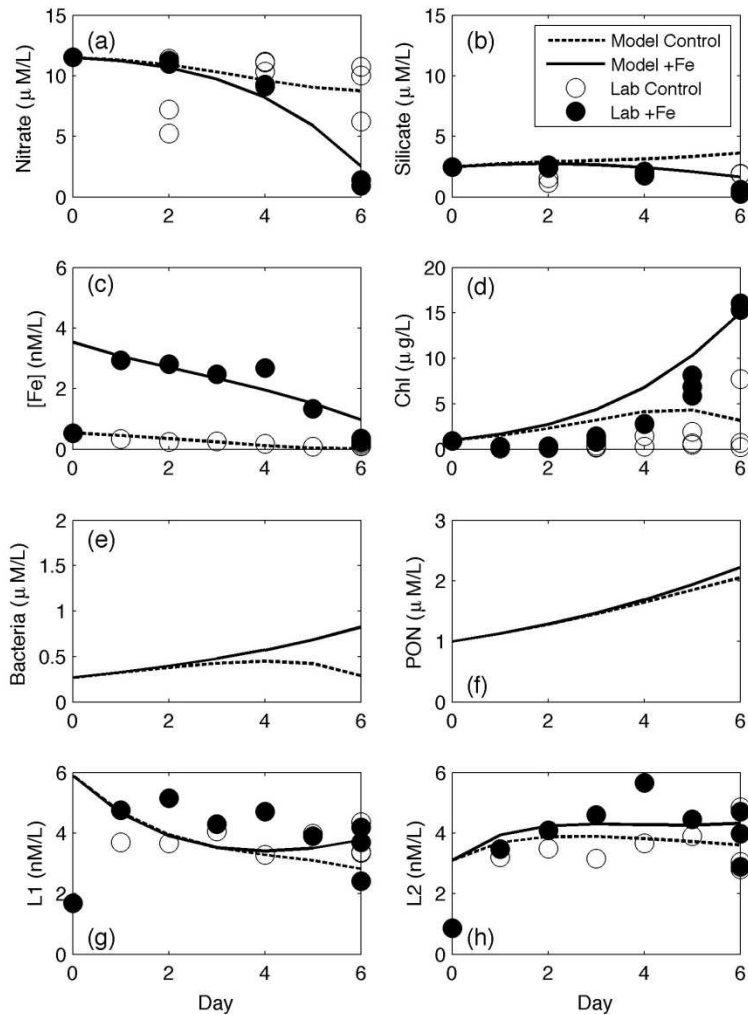 15
10
5
0
Nitrate (μ M/L)
(a)
0 2 4 6
15
10
5
0
Silicate (μ M/L)
(b)
Model Control
Model +Fe
Lab Control
Lab +Fe
0 2 4 6
6
4
2
0
[Fe] (nM/L)
(c)
0 2 4 6
20
15
10
5
0
Chl (μ g/L)
(d)
0 2 4 6
2
1.5
1
0.5
0
Bacteria (μ M/L)
(e)
0 2 4 6
3
2
1
0
PON (μ M/L)
(f)
0 2 4 6
6
4
2
0
L1 (nM/L)
(g)
0 2 4 6
Day
6
4
2
0
L2 (nM/L)
(h)
0 2 4 6
Day